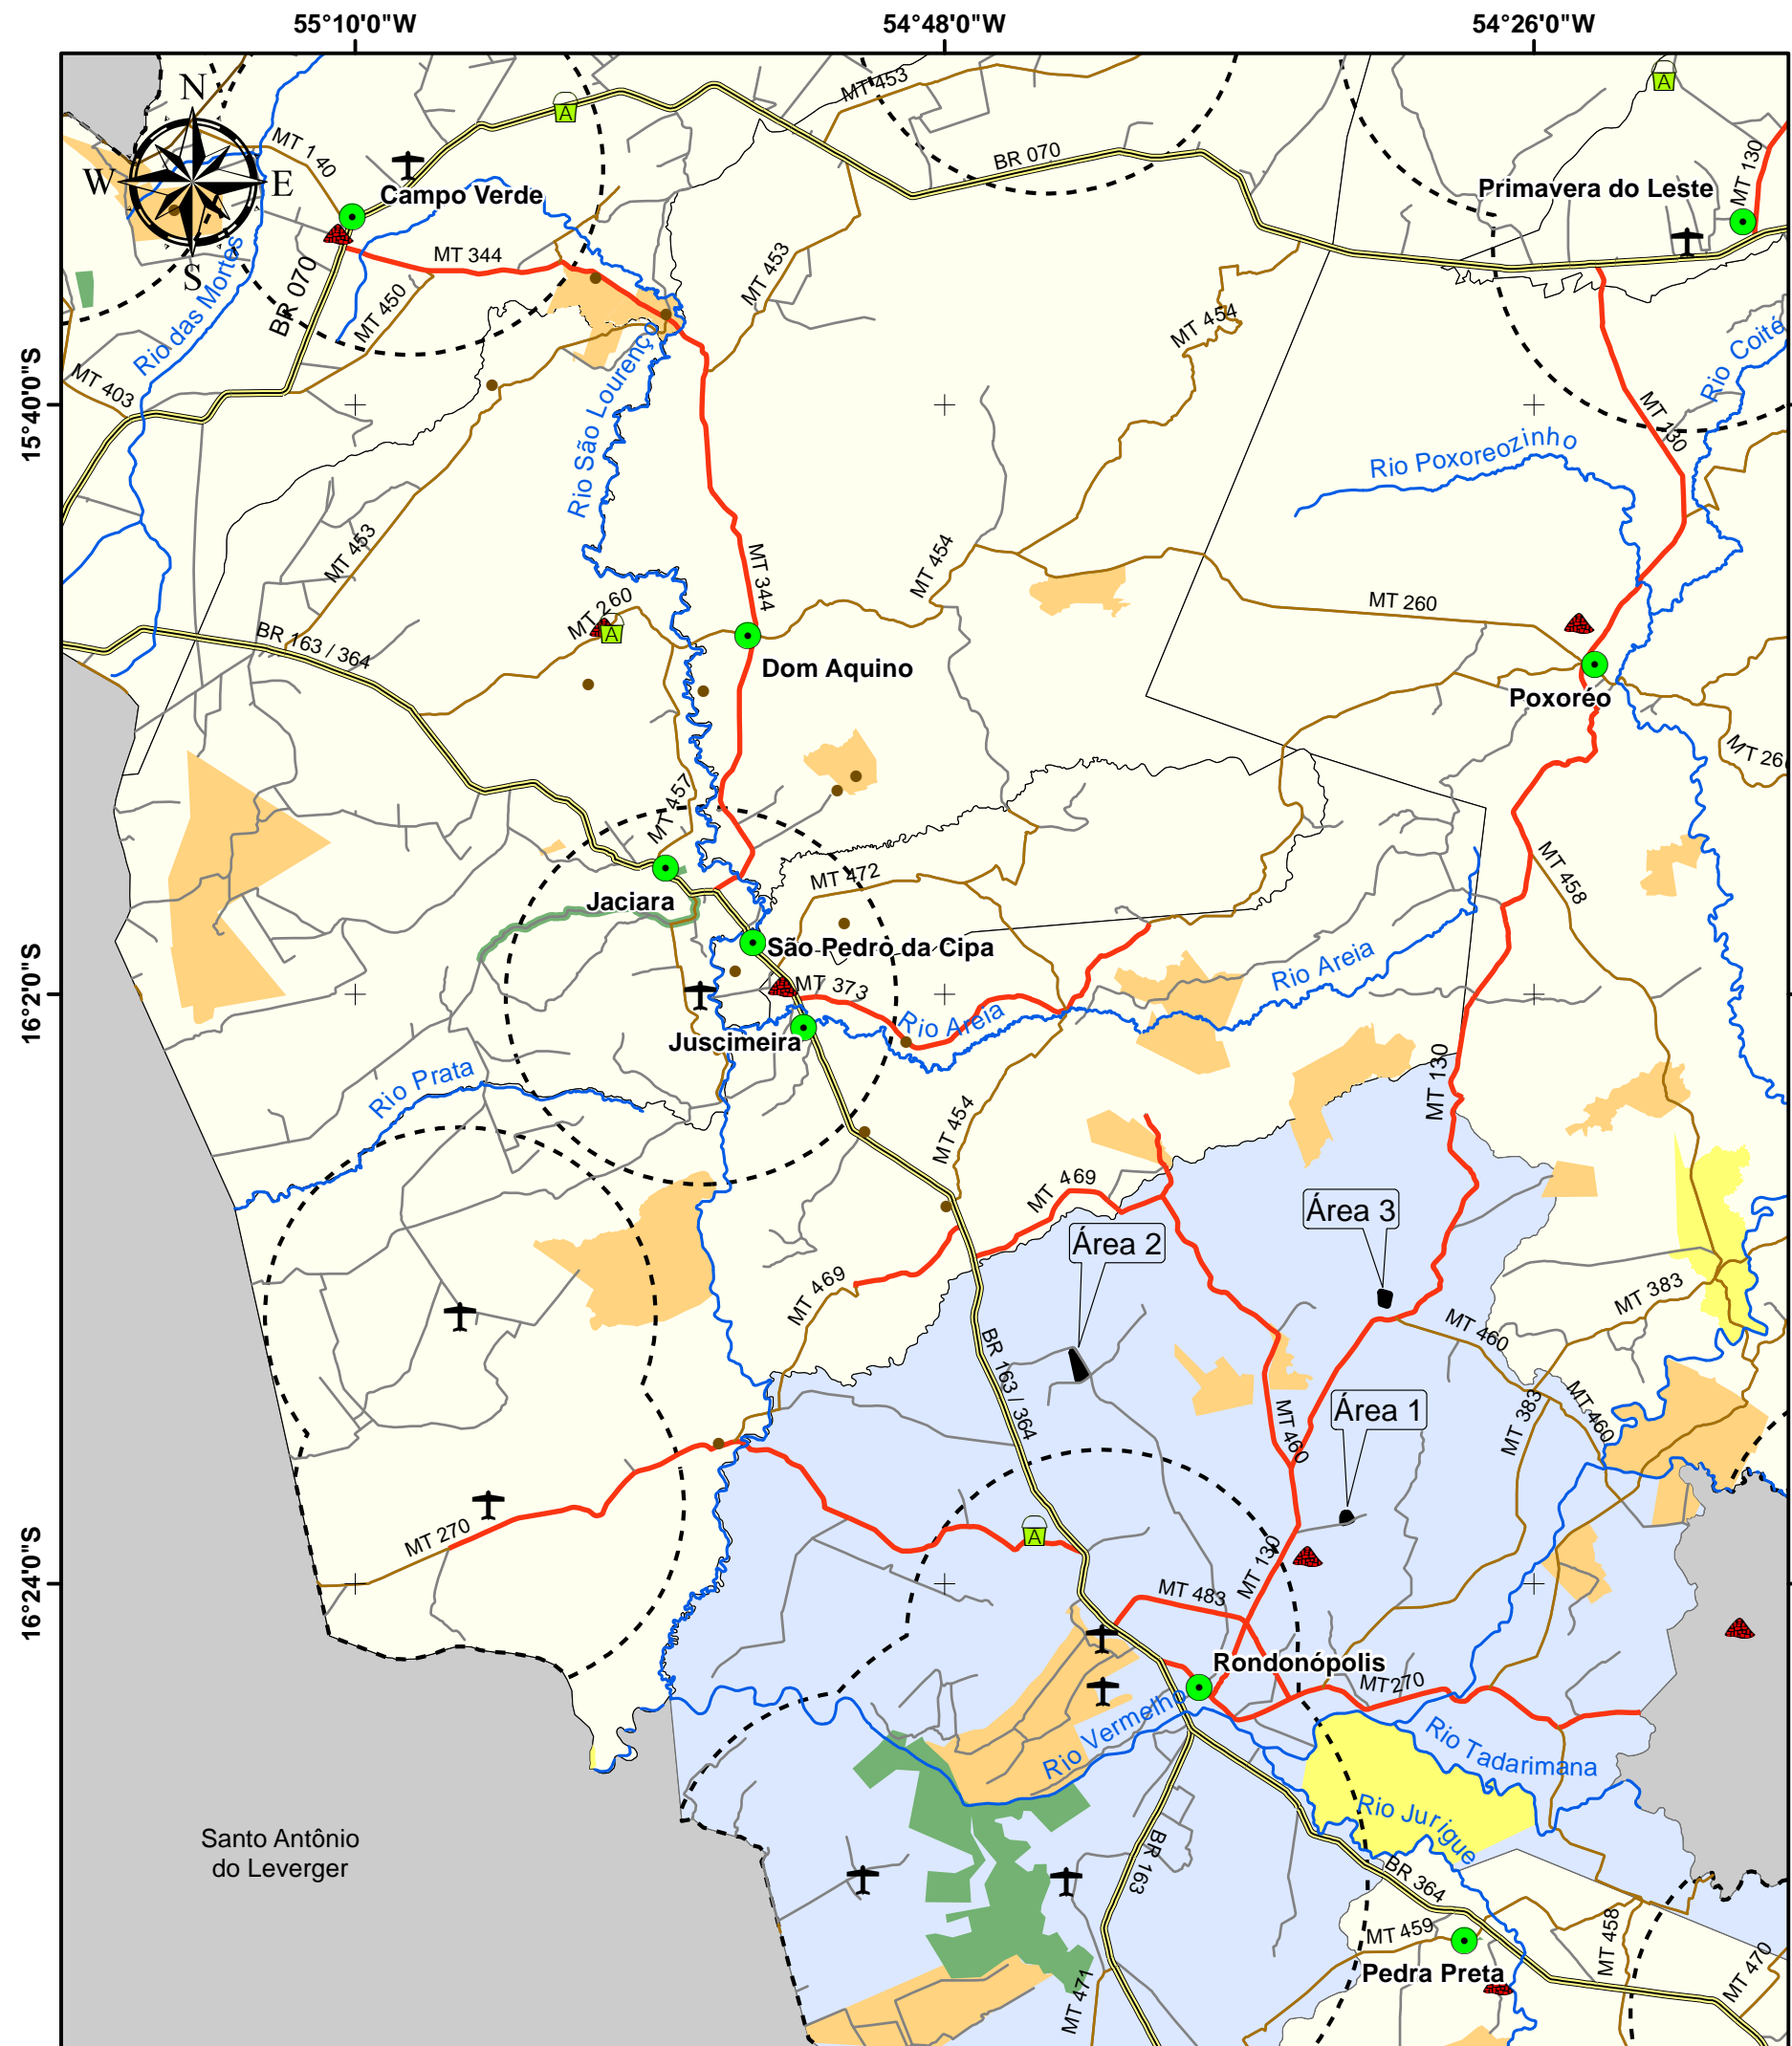 55°10'0"W
54°48'0"W
54°26'0"W
N
W
E
S
MT 140
MT 453
BR 070
MT 130
A
A
Campo Verde
Primavera do Leste
MT 344
BR 070
MT 450
MT 453
MT 454
Rio das Mortes
Rio São Lourenço
Rio Coité
15°40'0"S
MT 403
MT 130
Rio Poxoreozinho
MT 453
MT 344
MT 454
MT 260
MT 260
A
BR 163 / 364
Dom Aquino
Poxoréo
MT 26
MT 457
MT 458
MT 472
Jaciara
São Pedro da Cipa
Rio Areia
16°2'0"S
MT 373
Rio Areia
Juscimeira
Rio Prata
MT 130
MT 454
MT 469
Área 3
Área 2
MT 469
MT 383
MT 460
BR 163 / 364
Área 1
MT 460
MT 383
MT 460
A
MT 270
MT 130
16°24'0"S
MT 483
Rondonópolis
MT270
Rio Vermelho
Rio Tadarimana
Rio Jurigue
Santo Antônio
do Leverger
BR 163
BR 364
MT 459
MT 458
MT 470
Pedra Preta
MT 471